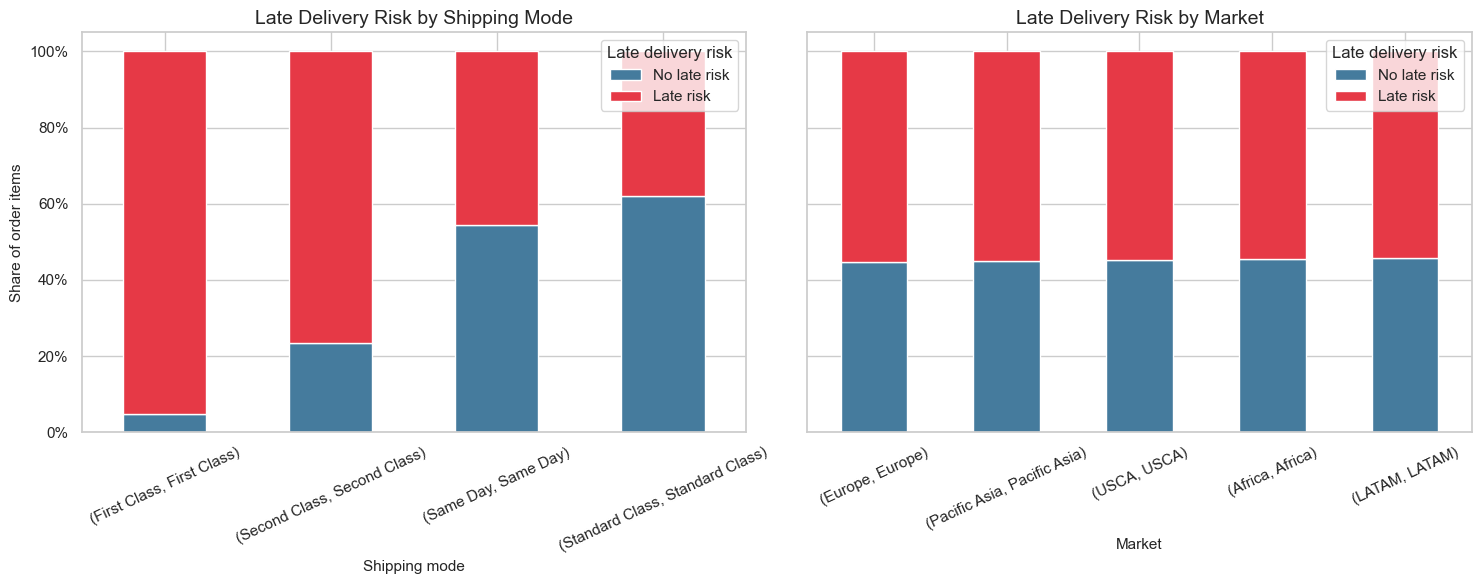 Late Delivery Risk by Shipping Mode
Share of order items
100%
80%
60%
40%
20%
0%
Late delivery risk
No late risk
Late risk
(First Class, First Class)
(Second Class, Second Class)
(Same Day, Same Day)
(Standard Class, Standard Class)
Shipping mode
Late Delivery Risk by Market
Late delivery risk
No late risk
Late risk
(Europe, Europe)
(Pacific Asia, Pacific Asia)
(USCA, USCA)
(Africa, Africa)
(LATAM, LATAM)
Market